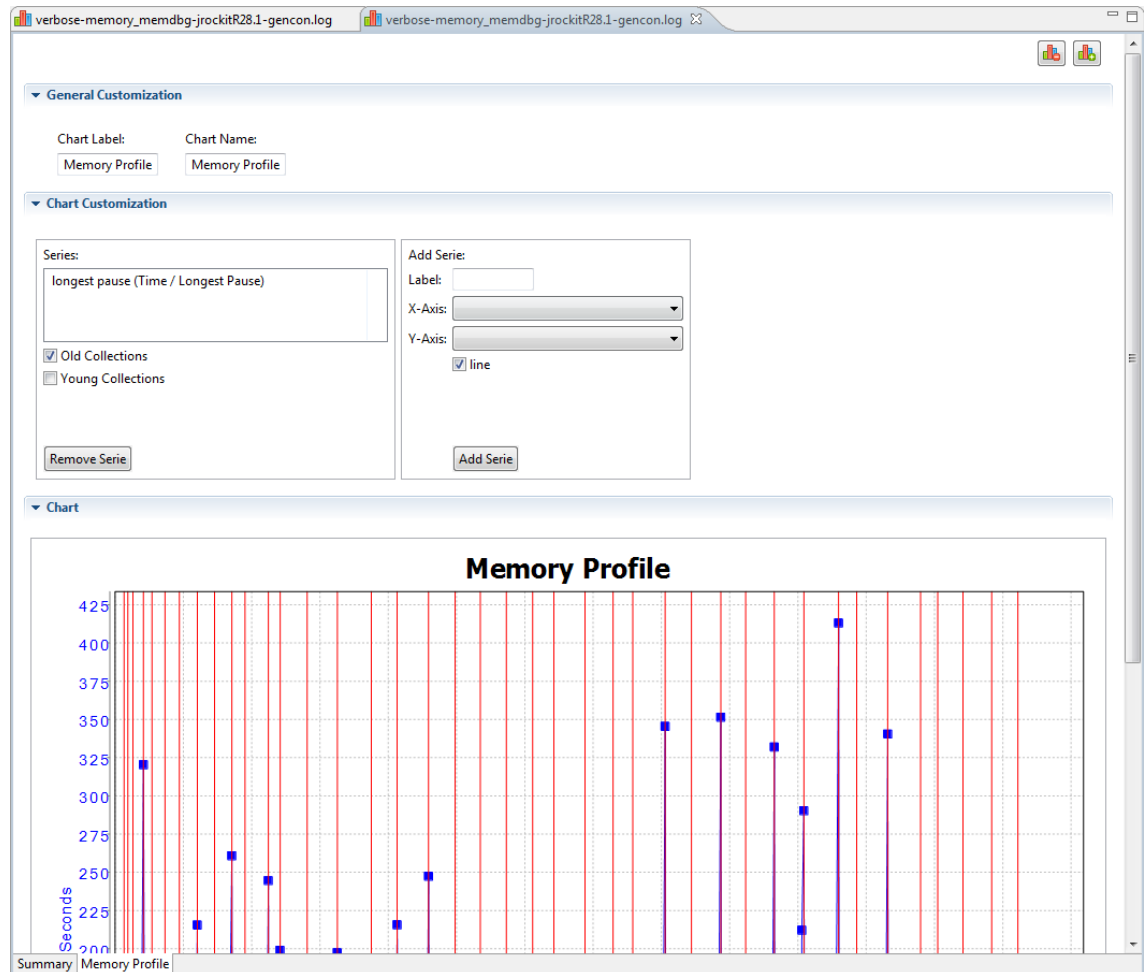 verbose-memory_memdbg-jrockitR28.1-gencon.log verbose-memory_memdbg-jrockitR28.1-gencon.log
General Customization
Chart Label: Chart Name:
Memory Profile Memory Profile
Chart Customization
Series:
longest pause (Time / Longest Pause)
Old Collections
Young Collections
Remove Serie
Add Serie:
Label:
X-Axis:
Y-Axis:
line
Add Serie
Chart
Memory Profile
425
400
375
350
325
300
275
250
225
200
Seconds
Summary Memory Profile